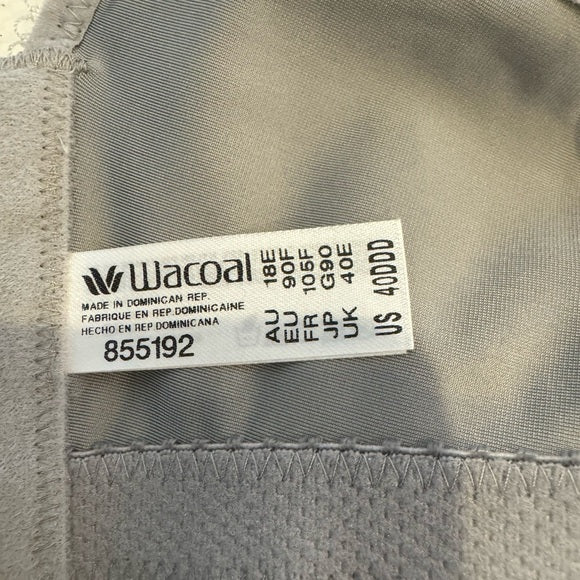 Wacoal
MADE IN DOMINICAN REP.
FABRIQUE EN REP. DOMINICAINE
HECHO EN REP. DOMINICANA
855192
AU 18E
EU 90F
FR 105F
JP G90
UK 40E
US 40DDD